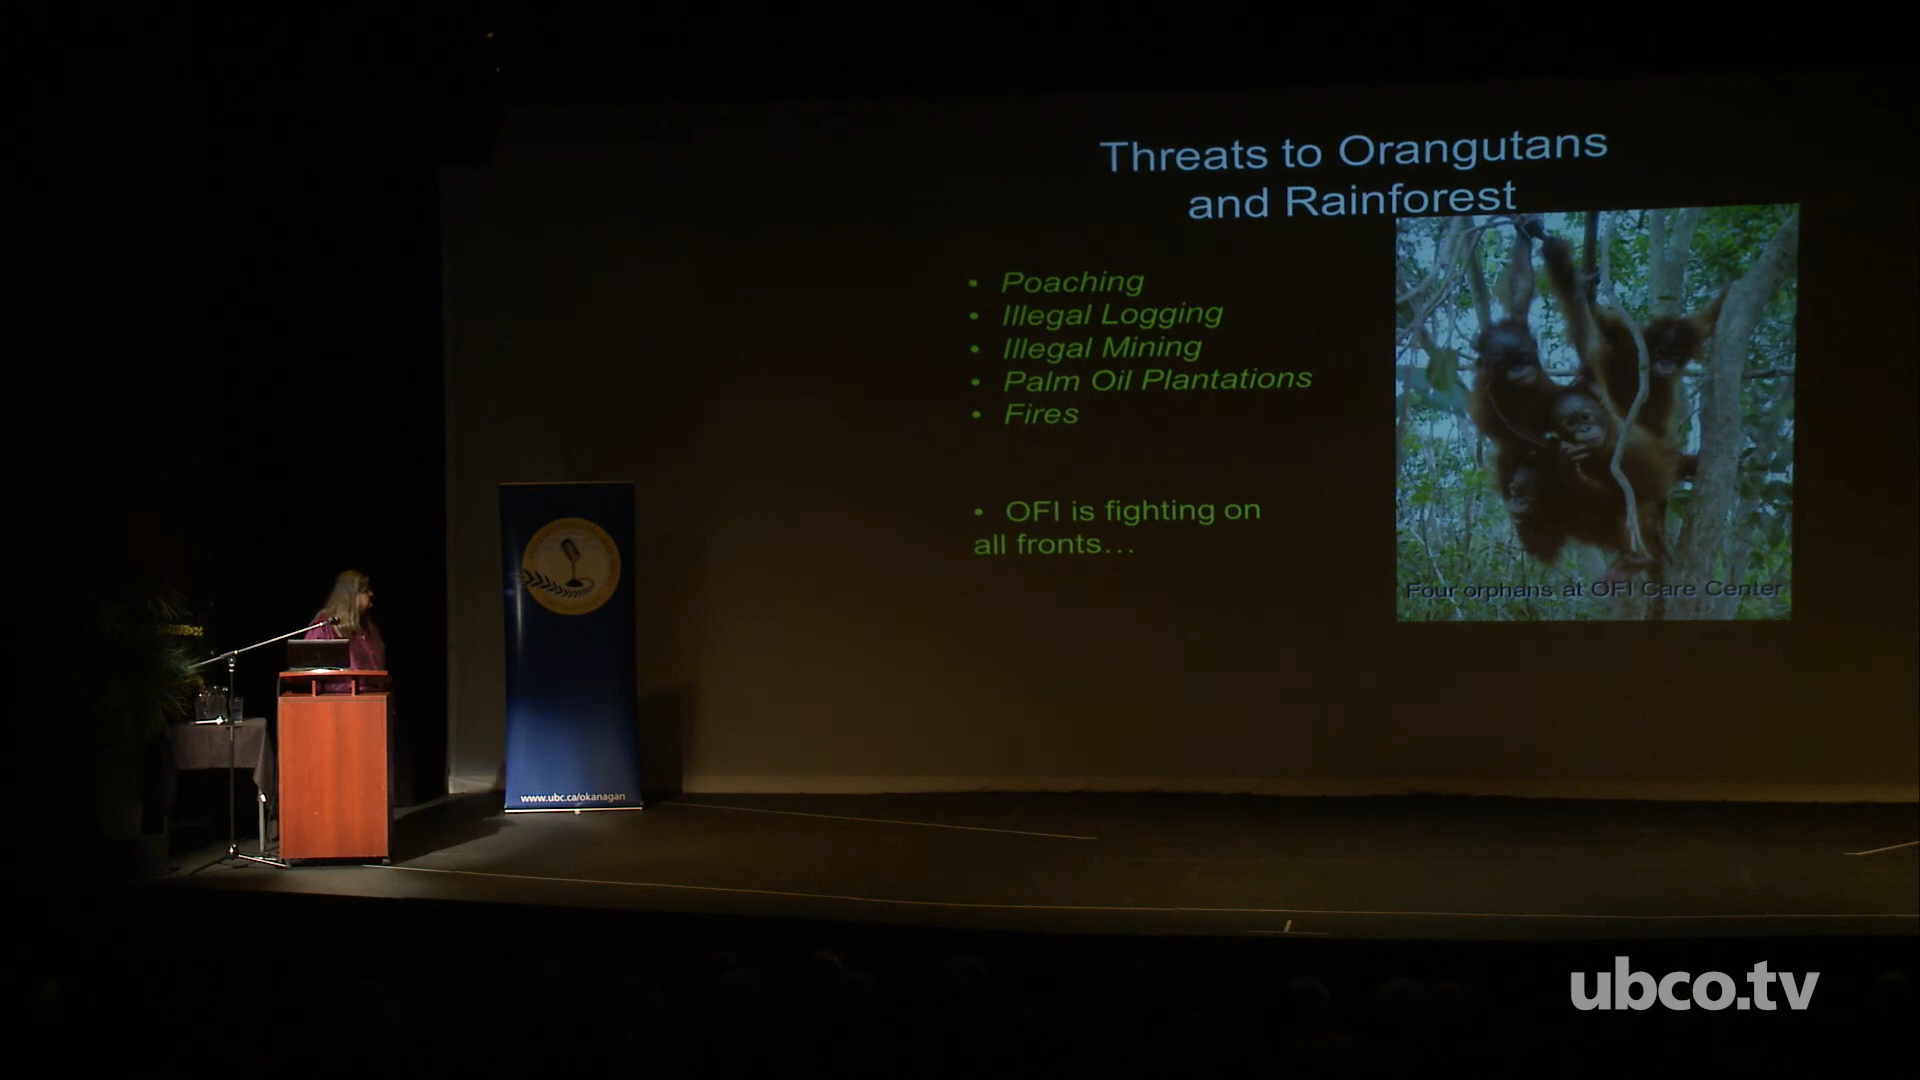 Threats to Orangutans
and Rainforest
• Poaching
• Illegal Logging
• Illegal Mining
• Palm Oil Plantations
• Fires
• OFI is fighting on
all fronts…
Four orphans at OFI Care Center
www.ubc.ca/okanagan
ubco.tv